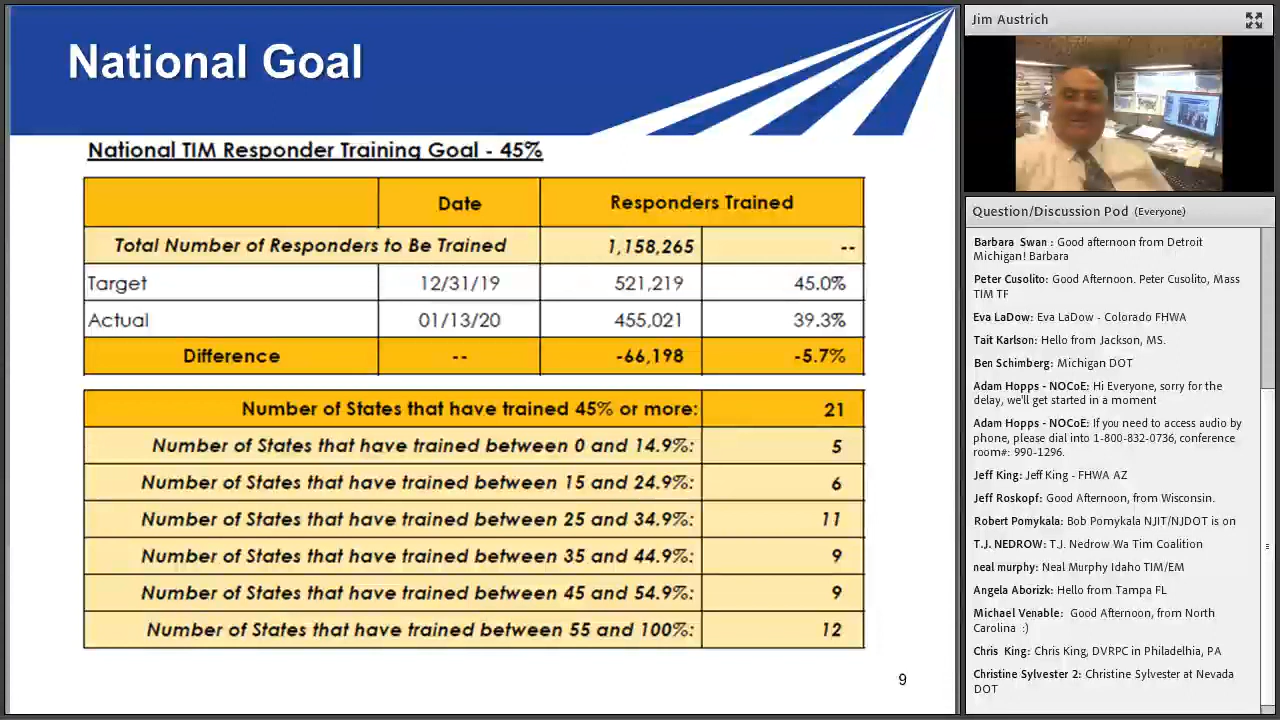 National Goal
National TIM Responder Training Goal - 45%
Date Responders Trained
Total Number of Responders to Be Trained 1,158,265 --
Target 12/31/19 521,219 45.0%
Actual 01/13/20 455,021 39.3%
Difference -- -66,198 -5.7%
Number of States that have trained 45% or more: 21
Number of States that have trained between 0 and 14.9%: 5
Number of States that have trained between 15 and 24.9%: 6
Number of States that have trained between 25 and 34.9%: 11
Number of States that have trained between 35 and 44.9%: 9
Number of States that have trained between 45 and 54.9%: 9
Number of States that have trained between 55 and 100%: 12
9
Jim Austrich
Question/Discussion Pod (Everyone)
Barbara Swan : Good afternoon from Detroit
Michigan! Barbara
Peter Cusolito: Good Afternoon. Peter Cusolito, Mass
TIM TF
Eva LaDow: Eva LaDow - Colorado FHWA
Tait Karlson: Hello from Jackson, MS.
Ben Schimberg: Michigan DOT
Adam Hopps - NOCoE: Hi Everyone, sorry for the
delay, we'll get started in a moment
Adam Hopps - NOCoE: If you need to access audio by
phone, please dial into 1-800-832-0736, conference
room#: 990-1296.
Jeff King: Jeff King - FHWA AZ
Jeff Roskopf: Good Afternoon, from Wisconsin.
Robert Pomykala: Bob Pomykala NJIT/NJDOT is on
T.J. NEDROW: T.J. Nedrow Wa Tim Coalition
neal murphy: Neal Murphy Idaho TIM/EM
Angela Aborizk: Hello from Tampa FL
Michael Venable: Good Afternoon, from North
Carolina :)
Chris King: Chris King, DVRPC in Philadelhia, PA
Christine Sylvester 2: Christine Sylvester at Nevada
DOT